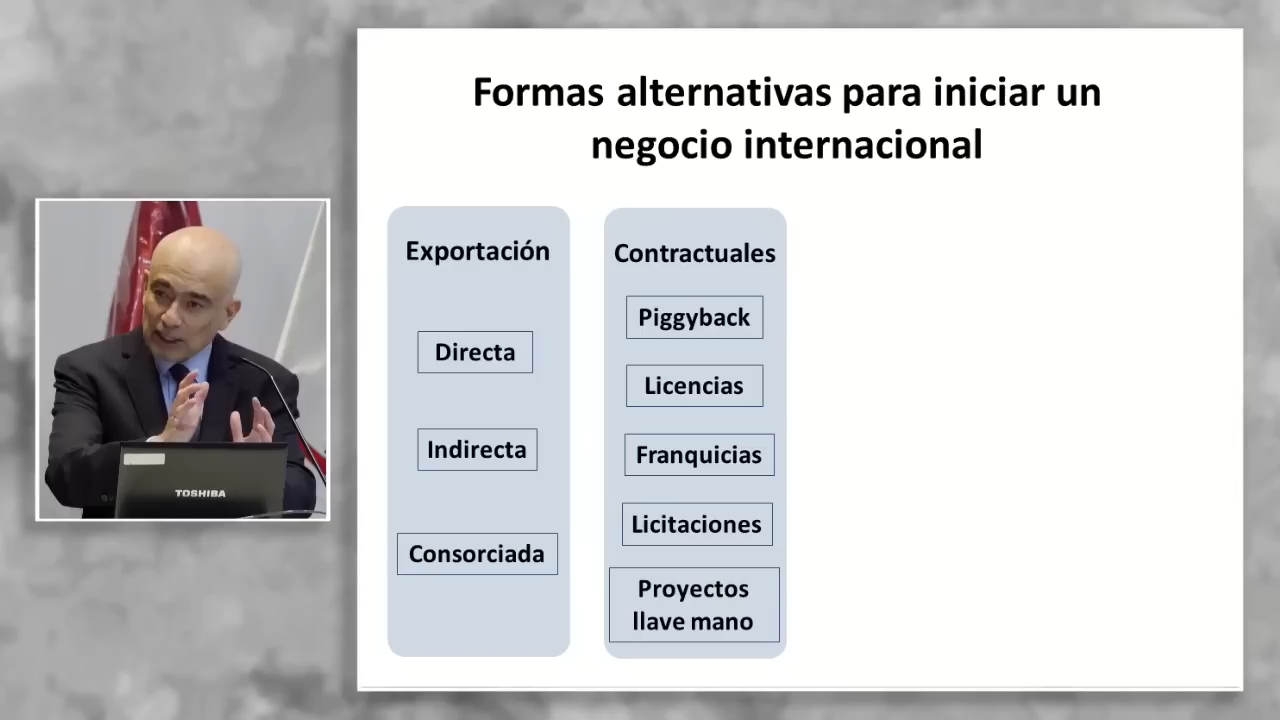 Formas alternativas para iniciar un
negocio internacional
Exportación
Directa
Indirecta
Consorciada
Contractuales
Piggyback
Licencias
Franquicias
Licitaciones
Proyectos
llave mano
TOSHIBA